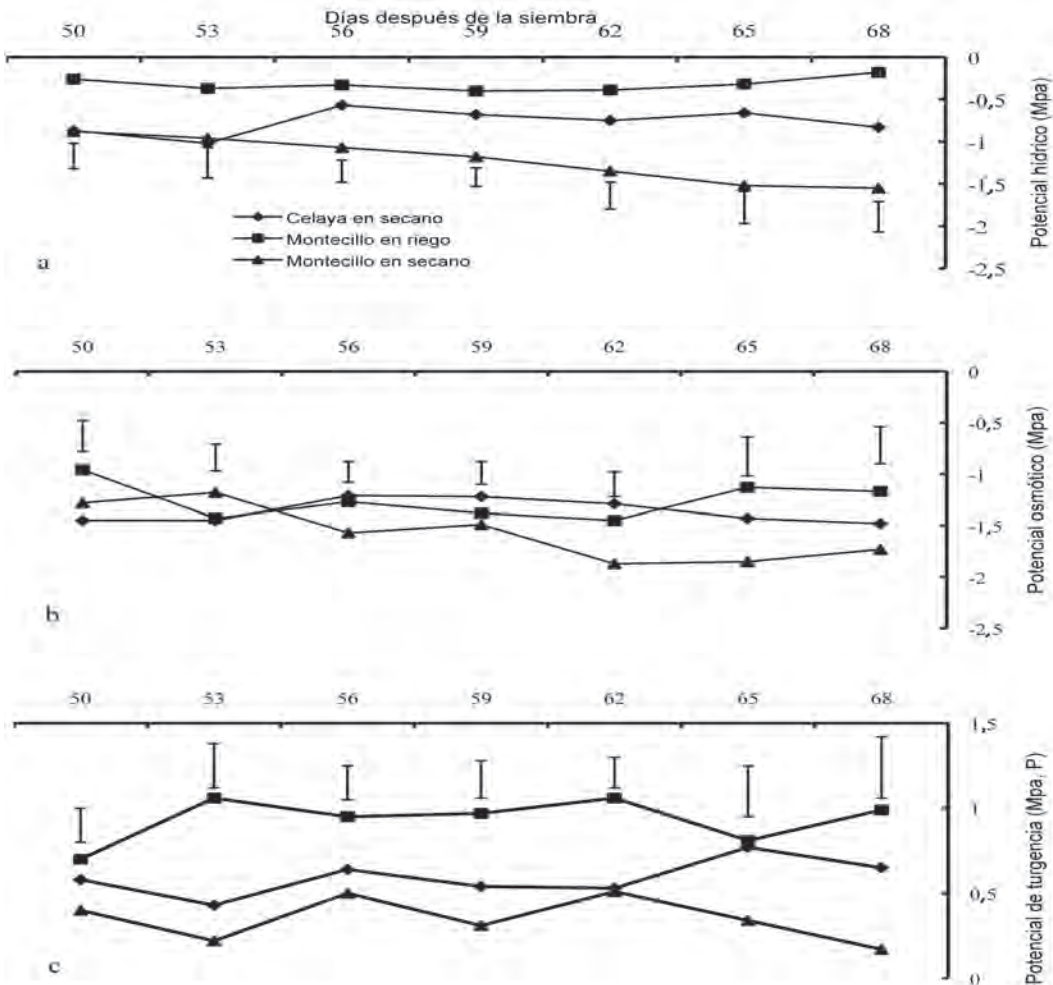 Días después de la siembra
50 53 56 59 62 65 68
0
-0,5
-1
-1,5
-2
-2,5
Potencial hídrico (Mpa)
Celaya en secano
Montecillo en riego
Montecillo en secano
a
50 53 56 59 62 65 68
0
-0,5
-1
-1,5
-2
-2,5
Potencial osmótico (Mpa)
b
50 53 56 59 62 65 68
1,5
1
0,5
0
Potencial de turgencia (Mpa, P)
c